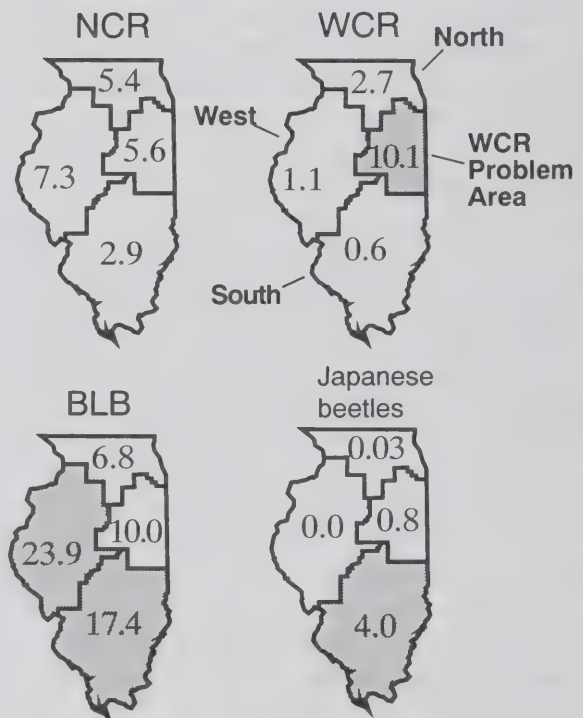 NCR
5.4
5.6
7.3
2.9
WCR
North
2.7
West
WCR
Problem
Area
10.1
1.1
0.6
South
BLB
6.8
10.0
23.9
17.4
Japanese
beetles
0.03
0.8
0.0
4.0